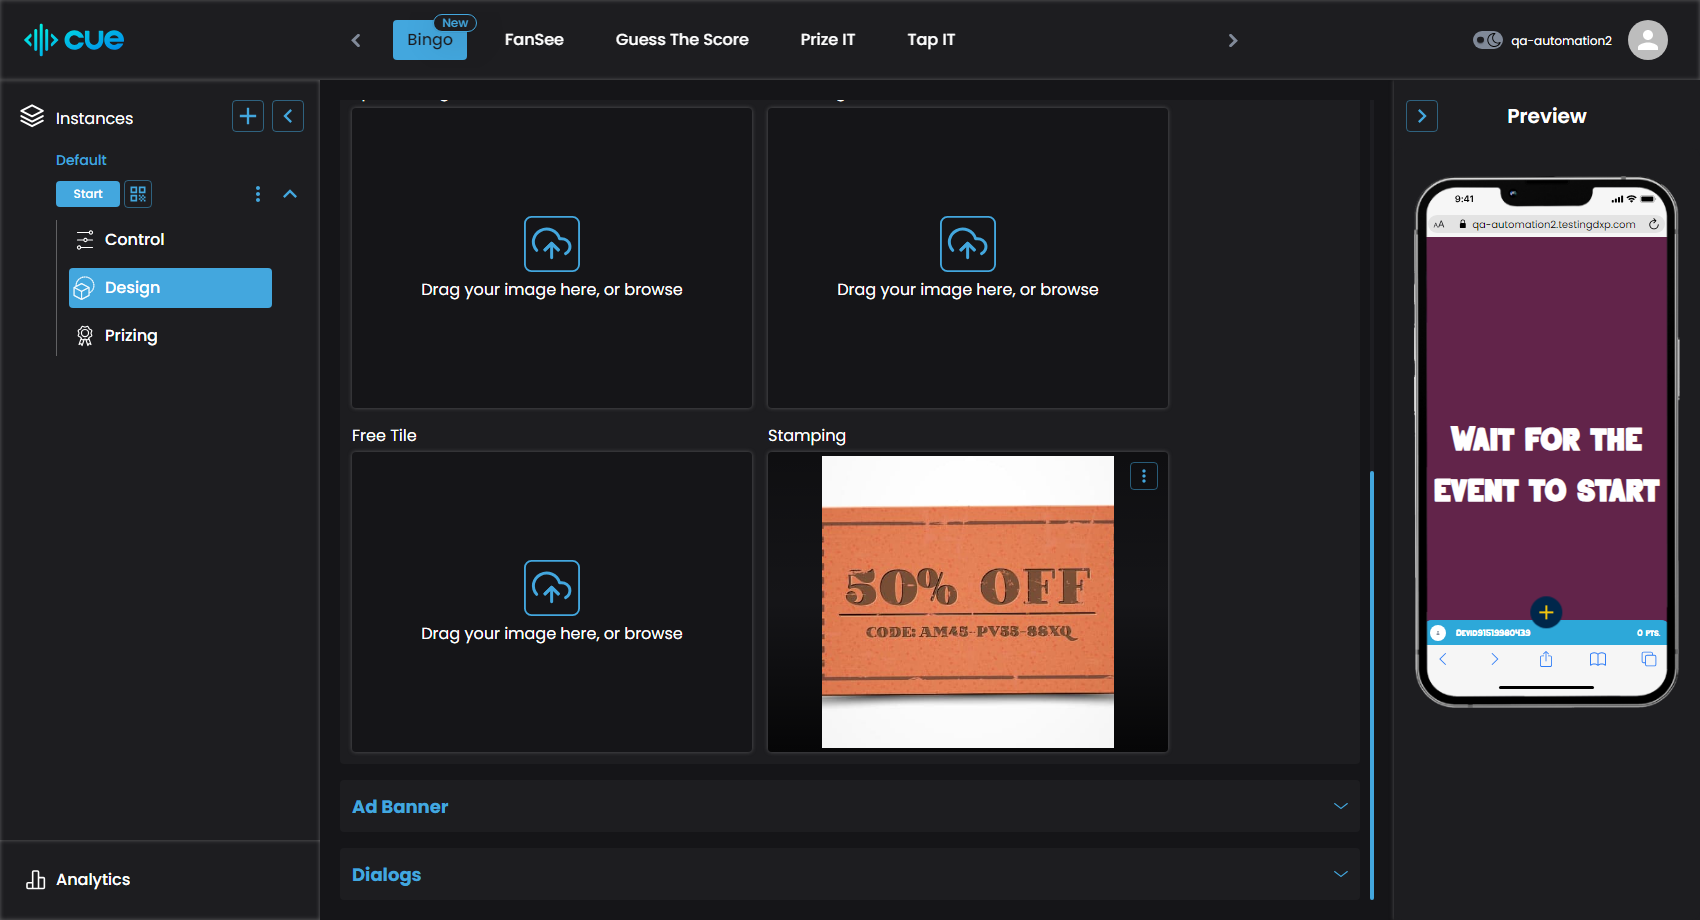 cue
Bingo
New
FanSee
Guess The Score
Prize IT
Tap IT
qa-automation2
Instances
Default
Start
Control
Design
Prizing
Analytics
Drag your image here, or browse
Drag your image here, or browse
Free Tile
Stamping
Drag your image here, or browse
50% OFF
CODE: AM45-PV55-88XQ
Ad Banner
Dialogs
Preview
9:41
AA
qa-automation2.testingdxp.com
WAIT FOR THE
EVENT TO START
0 PTS.